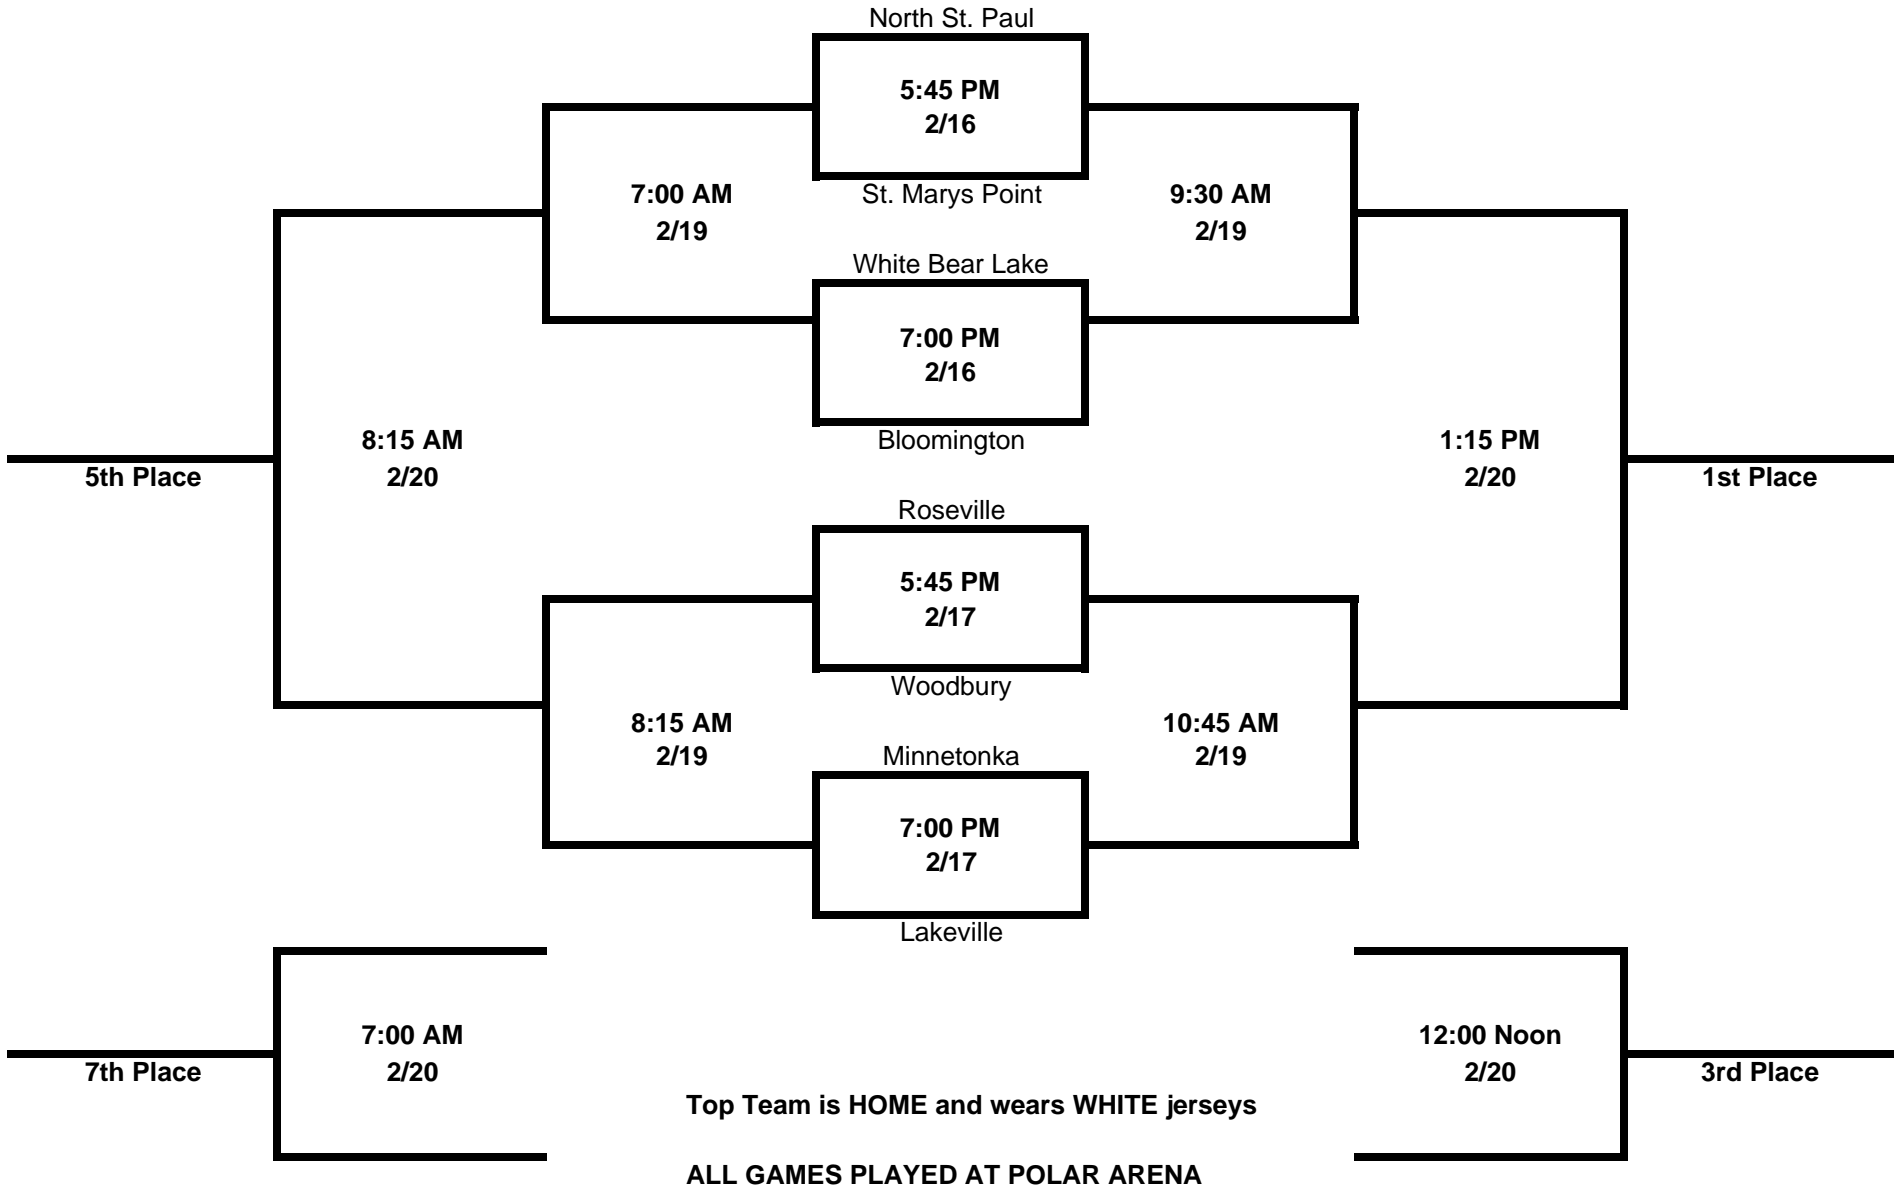 North St. Paul
5:45 PM
2/16
7:00 AM
2/19
St. Marys Point
9:30 AM
2/19
White Bear Lake
7:00 PM
2/16
8:15 AM
2/20
Bloomington
1:15 PM
2/20
5th Place
1st Place
Roseville
5:45 PM
2/17
Woodbury
8:15 AM
2/19
10:45 AM
2/19
Minnetonka
7:00 PM
2/17
Lakeville
7:00 AM
2/20
12:00 Noon
2/20
7th Place
3rd Place
Top Team is HOME and wears WHITE jerseys
ALL GAMES PLAYED AT POLAR ARENA